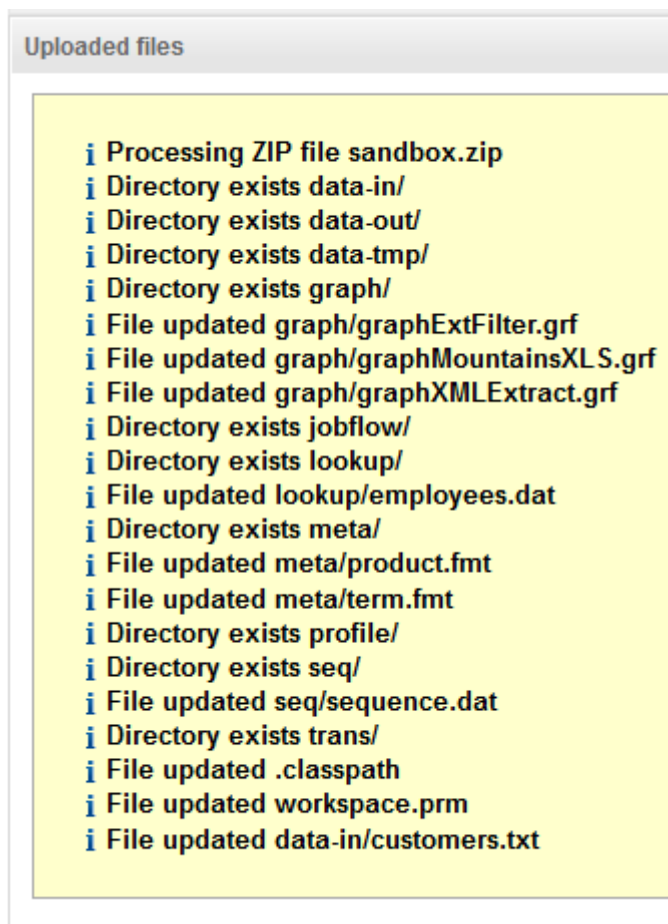 Uploaded files
Processing ZIP file sandbox.zip
Directory exists data-in/
Directory exists data-out/
Directory exists data-tmp/
Directory exists graph/
File updated graph/graphExtFilter.grf
File updated graph/graphMountainsXLS.grf
File updated graph/graphXMLExtract.grf
Directory exists jobflow/
Directory exists lookup/
File updated lookup/employees.dat
Directory exists meta/
File updated meta/product.fmt
File updated meta/term.fmt
Directory exists profile/
Directory exists seq/
File updated seq/sequence.dat
Directory exists trans/
File updated .classpath
File updated workspace.prm
File updated data-in/customers.txt